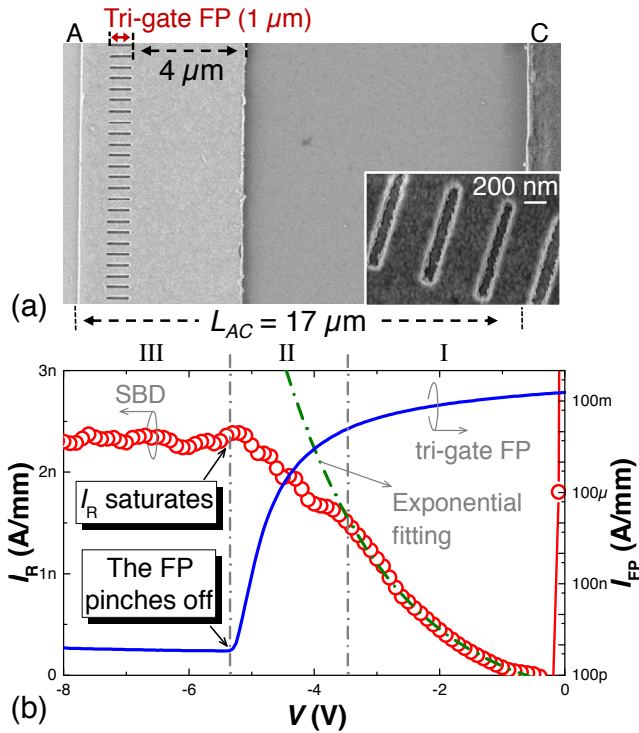 A
Tri-gate FP (1 µm)
C
4 µm
200 nm
(a)
L_AC = 17 µm
III
II
I
3n
SBD
100m
tri-gate FP
2n
I_R saturates
Exponential
fitting
100µ
I_R (A/mm)
I_FP (A/mm)
1n
The FP
pinches off
100n
0
100p
-8
-6
-4
-2
0
(b)
V (V)